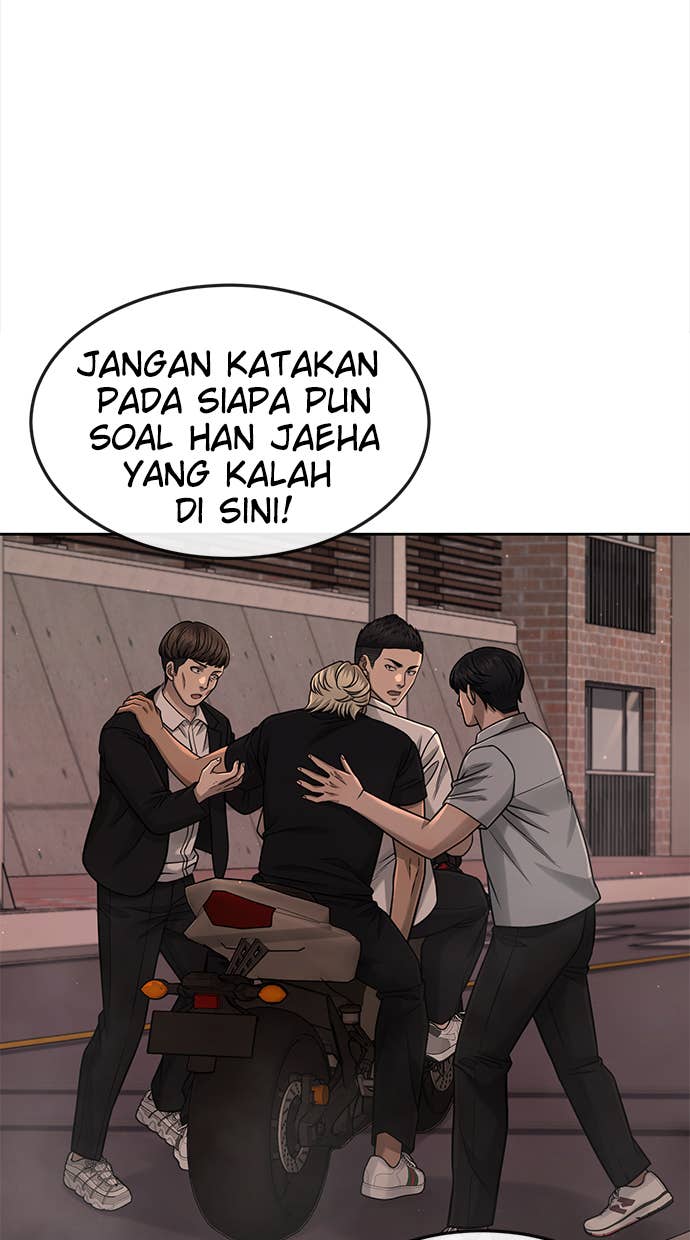 JANGAN KATAKAN
PADA SIAPA PUN
SOAL HAN JAEHA
YANG KALAH
DI SINI!